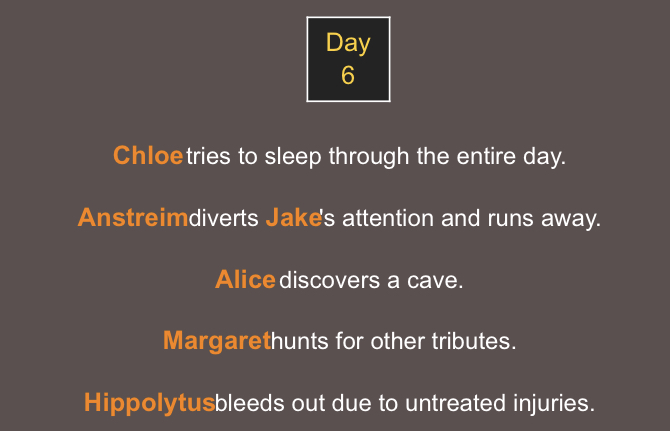 Day
6
Chloe tries to sleep through the entire day.
Anstreim diverts Jake's attention and runs away.
Alice discovers a cave.
Margaret hunts for other tributes.
Hippolytus bleeds out due to untreated injuries.